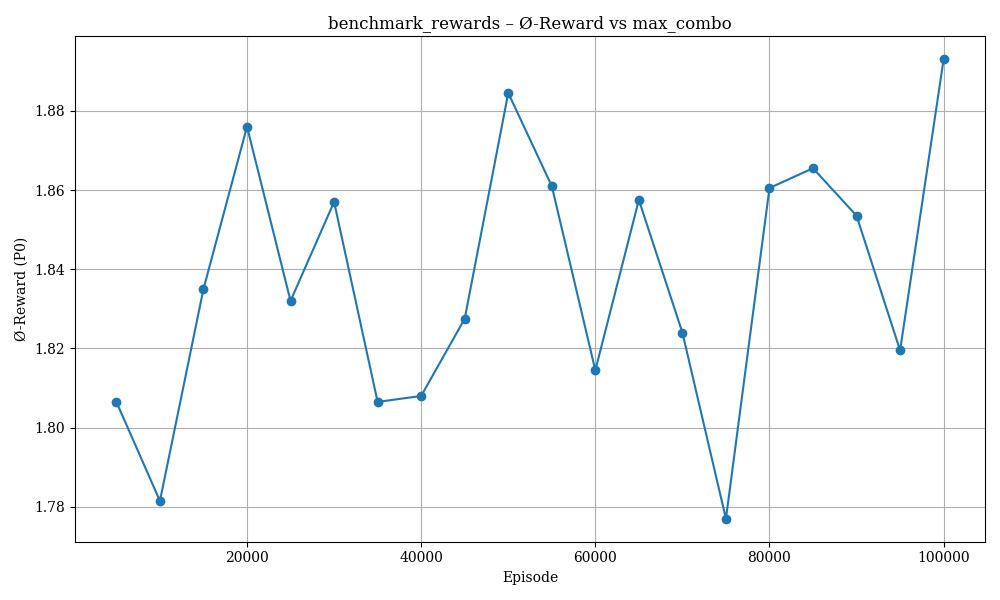 benchmark_rewards – Ø-Reward vs max_combo
Ø-Reward (P0)
1.88
1.86
1.84
1.82
1.80
1.78
20000 40000 60000 80000 100000
Episode